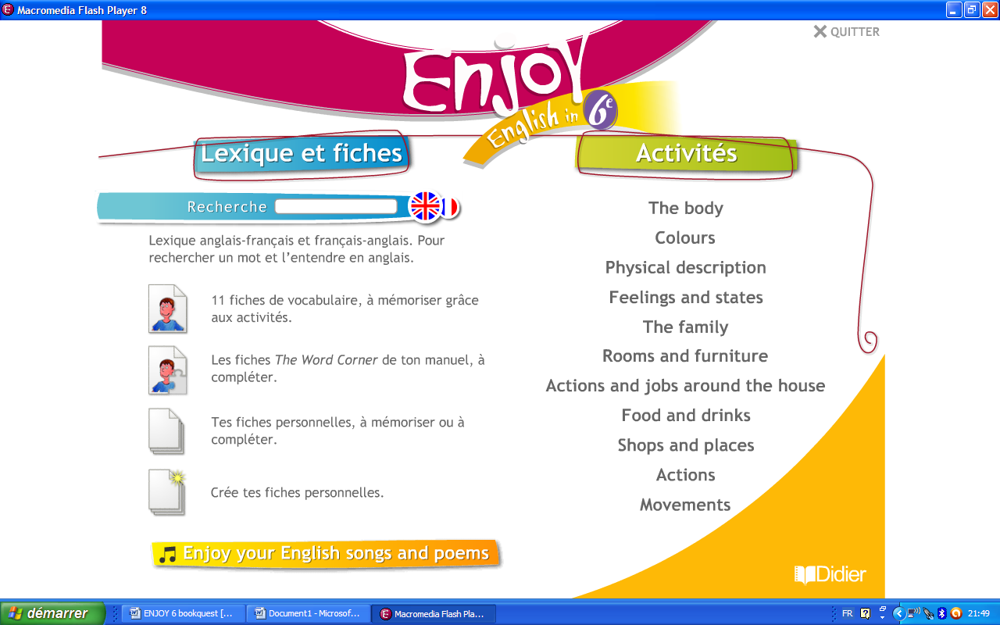 Macromedia Flash Player 8
QUITTER
Enjoy
English in 6e
Lexique et fiches
Activités
Recherche
Lexique anglais-français et français-anglais. Pour
rechercher un mot et l'entendre en anglais.
11 fiches de vocabulaire, à mémoriser grâce
aux activités.
Les fiches The Word Corner de ton manuel, à
compléter.
Tes fiches personnelles, à mémoriser ou à
compléter.
Crée tes fiches personnelles.
Enjoy your English songs and poems
The body
Colours
Physical description
Feelings and states
The family
Rooms and furniture
Actions and jobs around the house
Food and drinks
Shops and places
Actions
Movements
Didier
démarrer
ENJOY 6 bookquest [...
Document1 - Microsof...
Macromedia Flash Pla...
FR
21:49